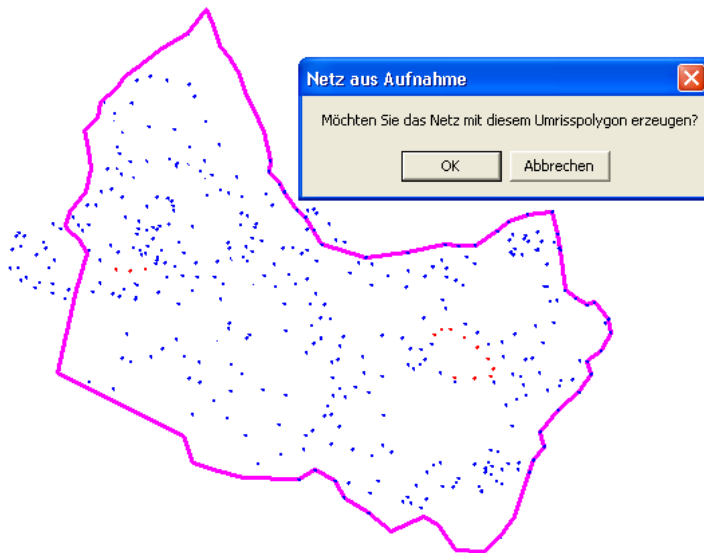 Netz aus Aufnahme
Möchten Sie das Netz mit diesem Umrisspolygon erzeugen?
OK
Abbrechen